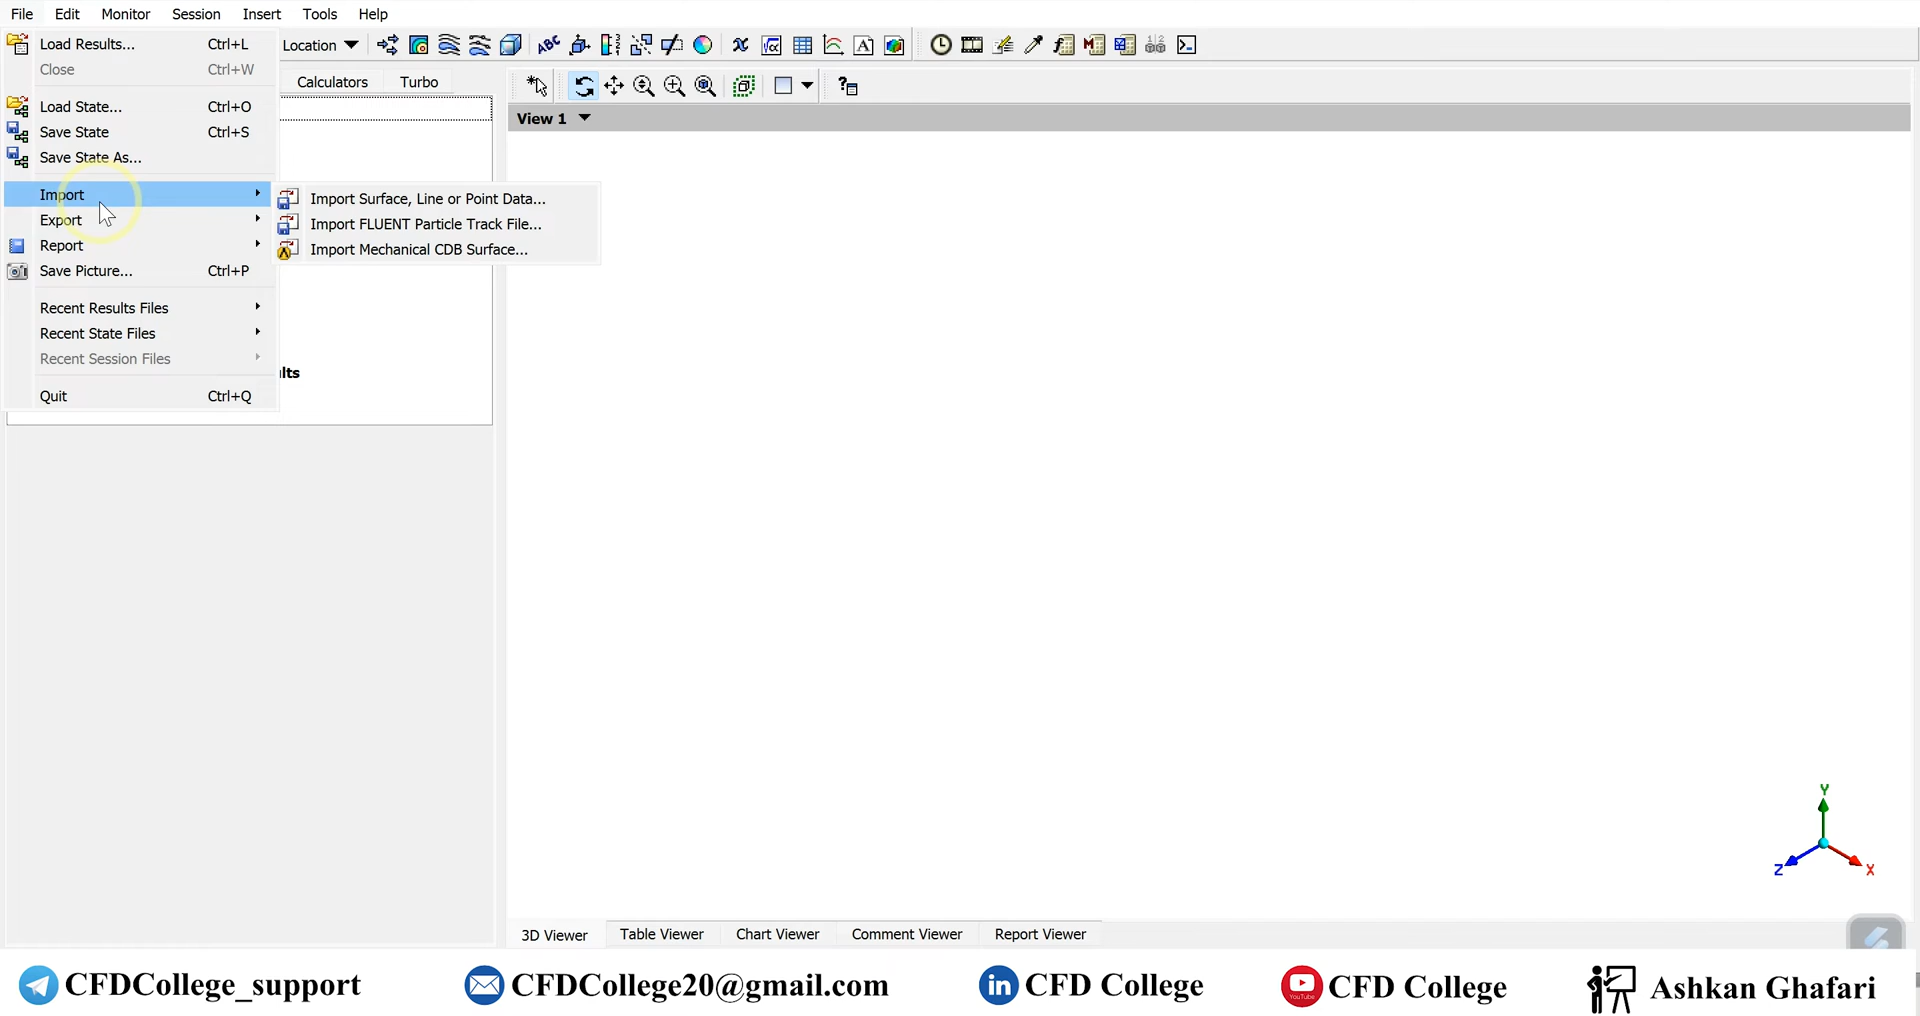 File Edit Monitor Session Insert Tools Help
Load Results... Ctrl+L
Close Ctrl+W
Load State... Ctrl+O
Save State Ctrl+S
Save State As...
Import
Export
Report
Save Picture... Ctrl+P
Recent Results Files
Recent State Files
Recent Session Files
Quit Ctrl+Q
Import Surface, Line or Point Data...
Import FLUENT Particle Track File...
Import Mechanical CDB Surface...
Location
ABC
A
Calculators Turbo
View 1
Y
Z X
3D Viewer Table Viewer Chart Viewer Comment Viewer Report Viewer
CFDCollege_support CFDCollege20@gmail.com in CFD College YouTube CFD College Ashkan Ghafari